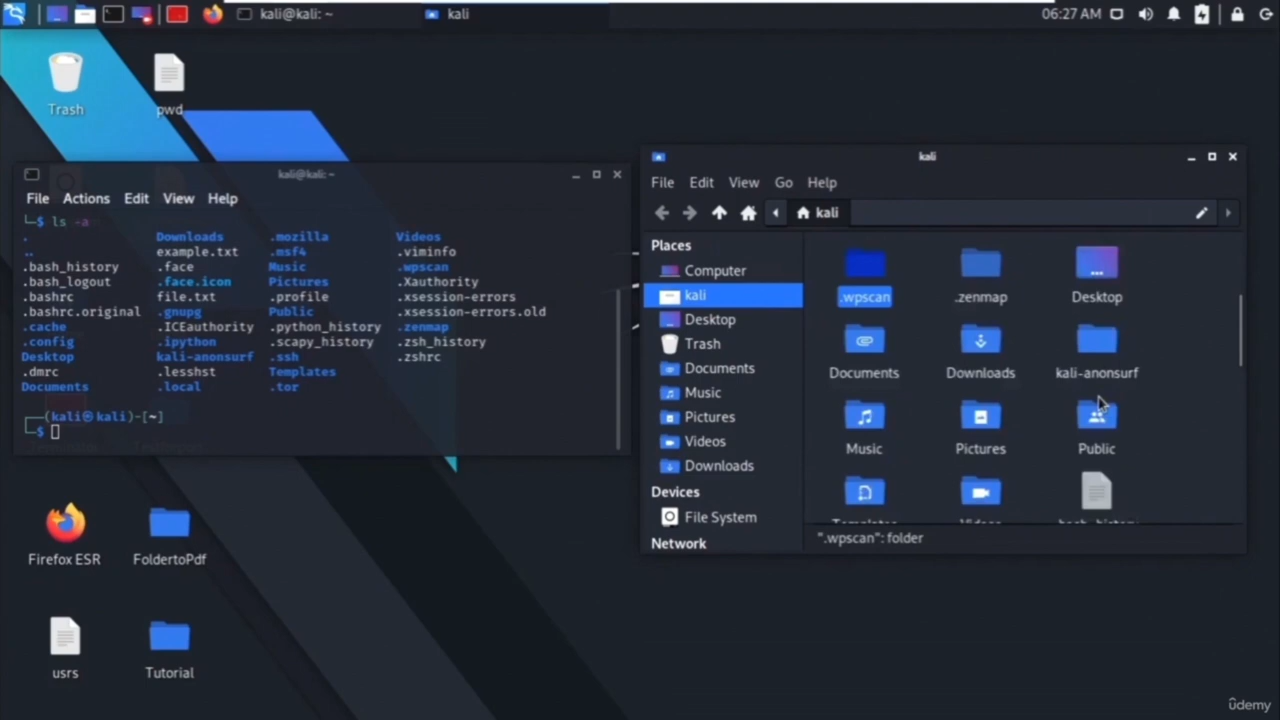 kali@kali: ~
kali
06:27 AM
Trash
pwd
kali@kali: ~
File Actions Edit View Help
└─$ ls -a
. Downloads .mozilla Videos
.. example.txt .msf4 .viminfo
.bash_history .face Music .wpscan
.bash_logout .face.icon Pictures .Xauthority
.bashrc file.txt .profile .xsession-errors
.bashrc.original .gnupg Public .xsession-errors.old
.cache .ICEauthority .python_history .zenmap
.config .ipython .scapy_history .zsh_history
Desktop kali-anonsurf .ssh .zshrc
.dmrc .lesshst Templates
Documents .local .tor
┌──(kali㉿kali)-[~]
└─$
Firefox ESR
FoldertoPdf
usrs
Tutorial
kali
File Edit View Go Help
kali
Places
Computer
kali
Desktop
Trash
Documents
Music
Pictures
Videos
Downloads
Devices
File System
Network
.wpscan .zenmap Desktop
Documents Downloads kali-anonsurf
Music Pictures Public
".wpscan": folder
ûdemy